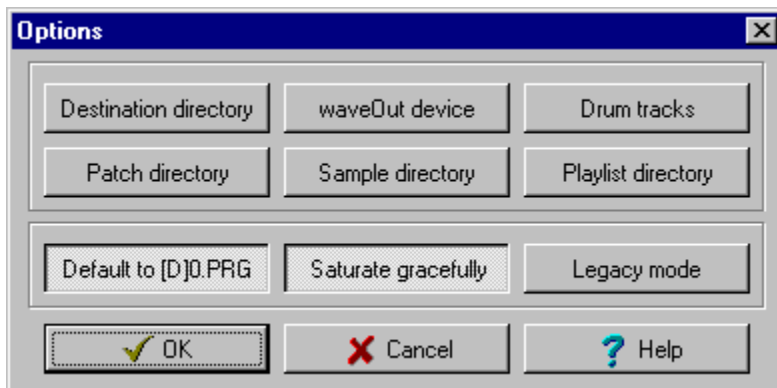 Options
Destination directory
waveOut device
Drum tracks
Patch directory
Sample directory
Playlist directory
Default to [D]0.PRG
Saturate gracefully
Legacy mode
OK
Cancel
Help